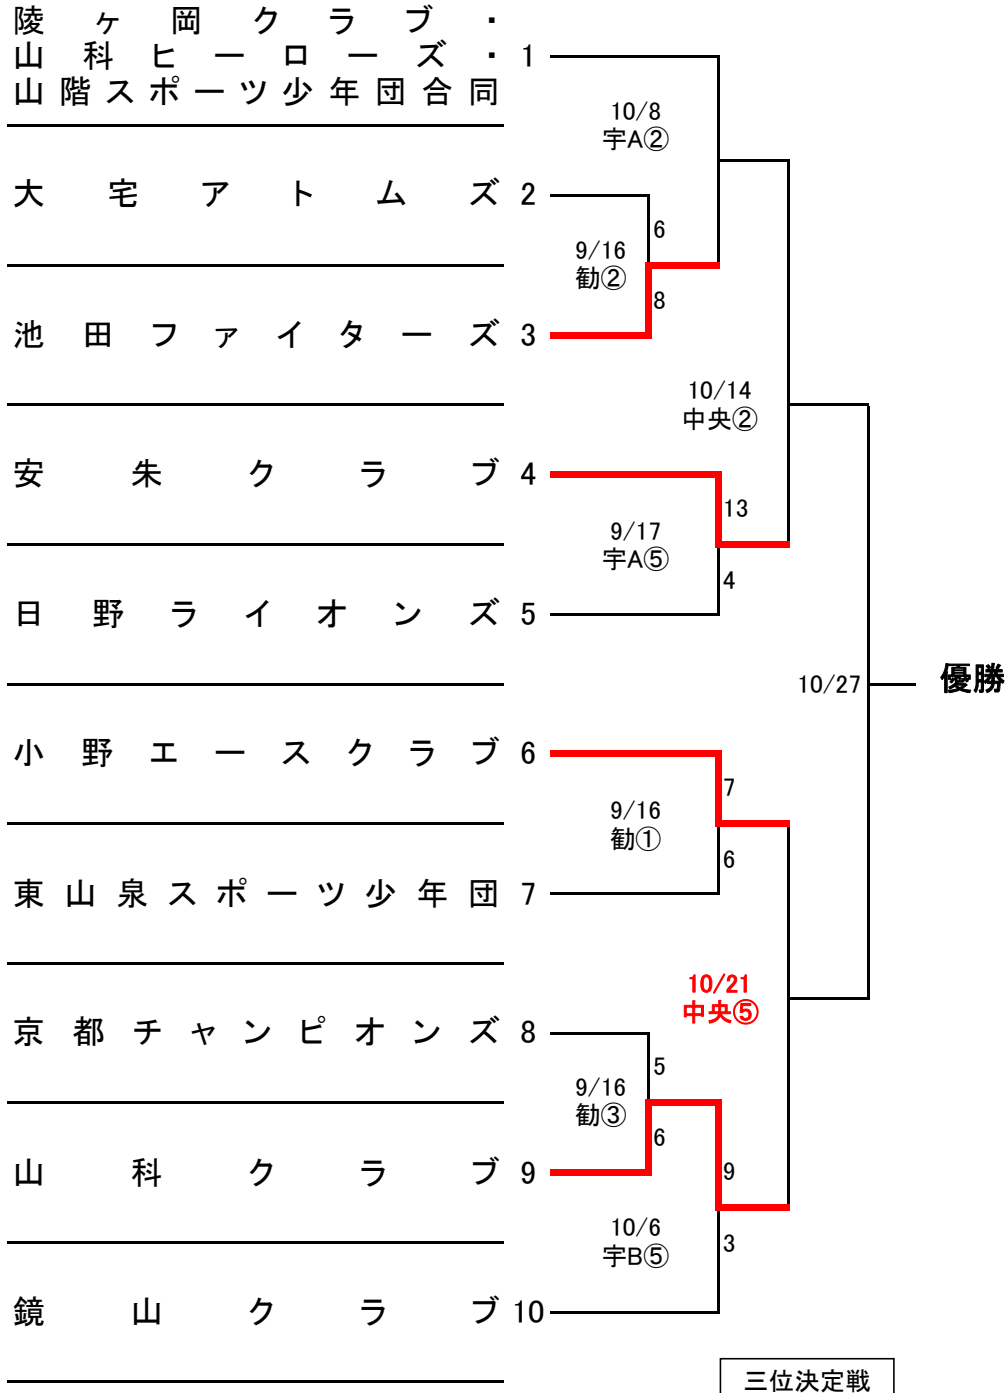 陵ヶ岡クラブ・
山科ヒーローズ・ 1
山階スポーツ少年団合同
10/8
宇A②
大宅アトムズ 2
6
9/16
勧②
8
池田ファイターズ 3
10/14
中央②
安朱クラブ 4
13
9/17
宇A⑤
4
日野ライオンズ 5
10/27 優勝
小野エースクラブ 6
7
9/16
勧①
6
東山泉スポーツ少年団 7
10/21
中央⑤
京都チャンピオンズ 8
5
9/16
勧③
6
山科クラブ 9
9
10/6
宇B⑤
3
鏡山クラブ 10
三位決定戦